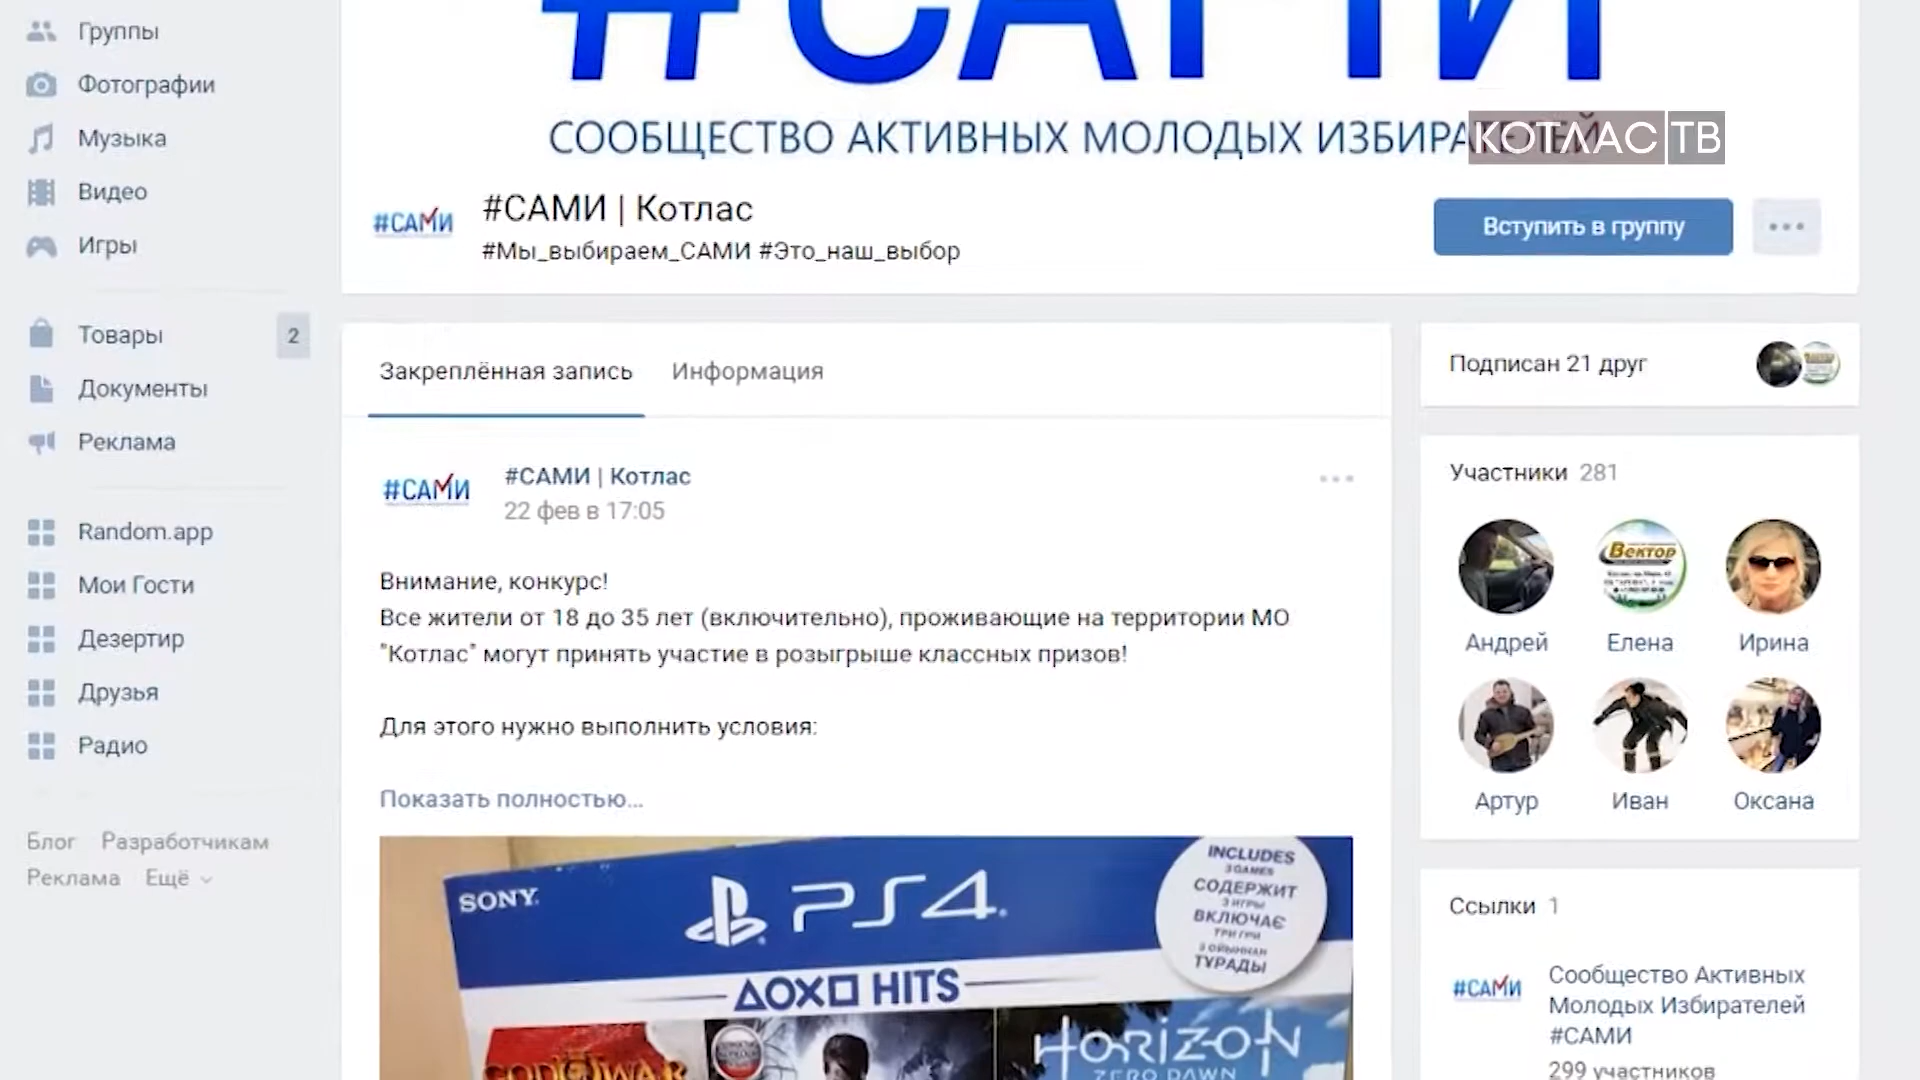 Группы
Фотографии
Музыка
Видео
Игры
Товары 2
Документы
Реклама
Random.app
Мои Гости
Дезертир
Друзья
Радио
Блог Разработчикам
Реклама Ещё
#САМИ
СООБЩЕСТВО АКТИВНЫХ МОЛОДЫХ ИЗБИРАТЕЛЕЙ
КОТЛАС|ТВ
#САМИ
#САМИ | Котлас
#Мы_выбираем_САМИ #Это_наш_выбор
Вступить в группу
Закреплённая запись Информация
#САМИ
#САМИ | Котлас
22 фев в 17:05
Внимание, конкурс!
Все жители от 18 до 35 лет (включительно), проживающие на территории МО
"Котлас" могут принять участие в розыгрыше классных призов!
Для этого нужно выполнить условия:
Показать полностью...
SONY
PS4
INCLUDES
3 GAMES
СОДЕРЖИТ
3 ИГРЫ
ВКЛЮЧАЄ
ТРИ ГРИ
3 ОЙЫННАН
ТҰРАДЫ
HITS
GOD OF WAR
HORIZON
ZERO DAWN
Подписан 21 друг
Участники 281
Вектор
Андрей Елена Ирина
Артур Иван Оксана
Ссылки 1
#САМИ
Сообщество Активных
Молодых Избирателей
#САМИ
299 участников